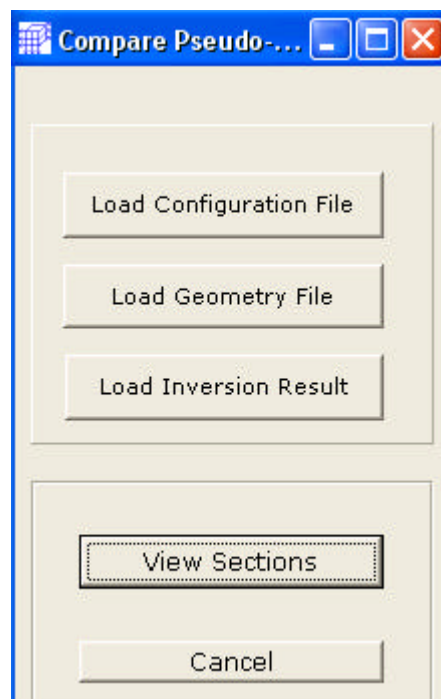 Compare Pseudo-...
Load Configuration File
Load Geometry File
Load Inversion Result
View Sections
Cancel